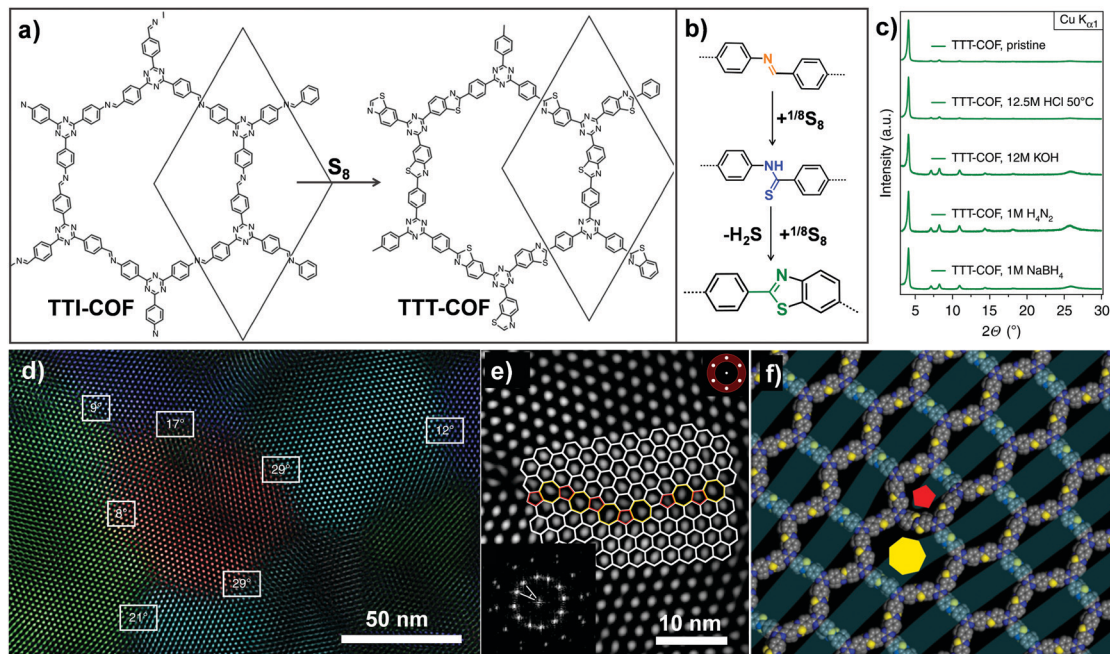 a)
S8
TTI-COF
TTT-COF
b)
N
+1/8S8
NH
S
-H2S +1/8S8
N
S
c)
Cu Kα1
TTT-COF, pristine
TTT-COF, 12.5M HCl 50°C
TTT-COF, 12M KOH
TTT-COF, 1M H4N2
TTT-COF, 1M NaBH4
Intensity (a.u.)
5 10 15 20 25 30
2Θ (°)
d)
9°
17°
12°
29°
8°
29°
21°
50 nm
e)
10 nm
f)